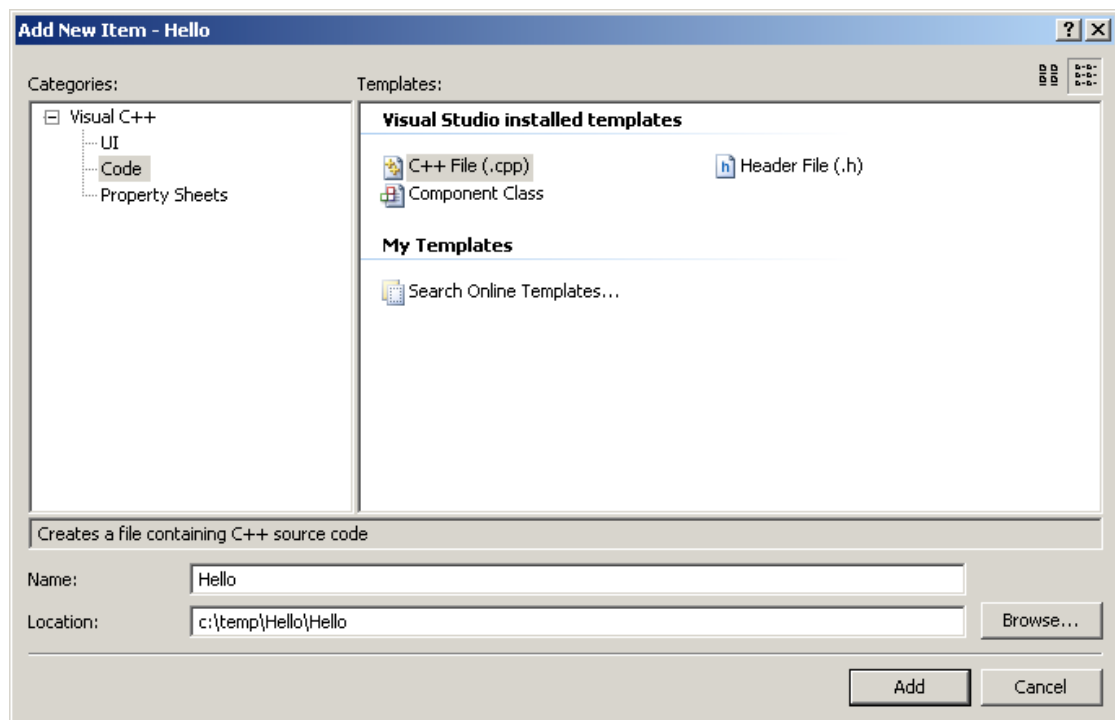 Add New Item - Hello
Categories:
Templates:
Visual C++
UI
Code
Property Sheets
Visual Studio installed templates
C++ File (.cpp)
Header File (.h)
Component Class
My Templates
Search Online Templates...
Creates a file containing C++ source code
Name:
Hello
Location:
c:\temp\Hello\Hello
Browse...
Add
Cancel